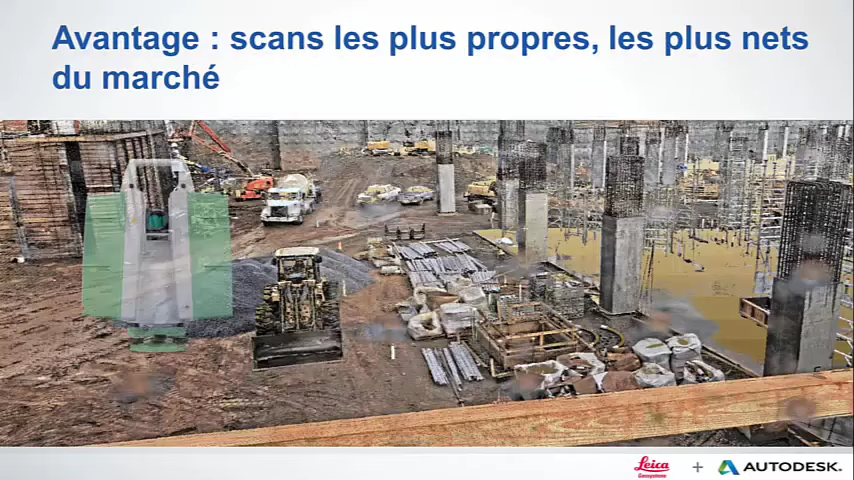 Avantage : scans les plus propres, les plus nets
du marché
Leica
Geosystems
+
AUTODESK.